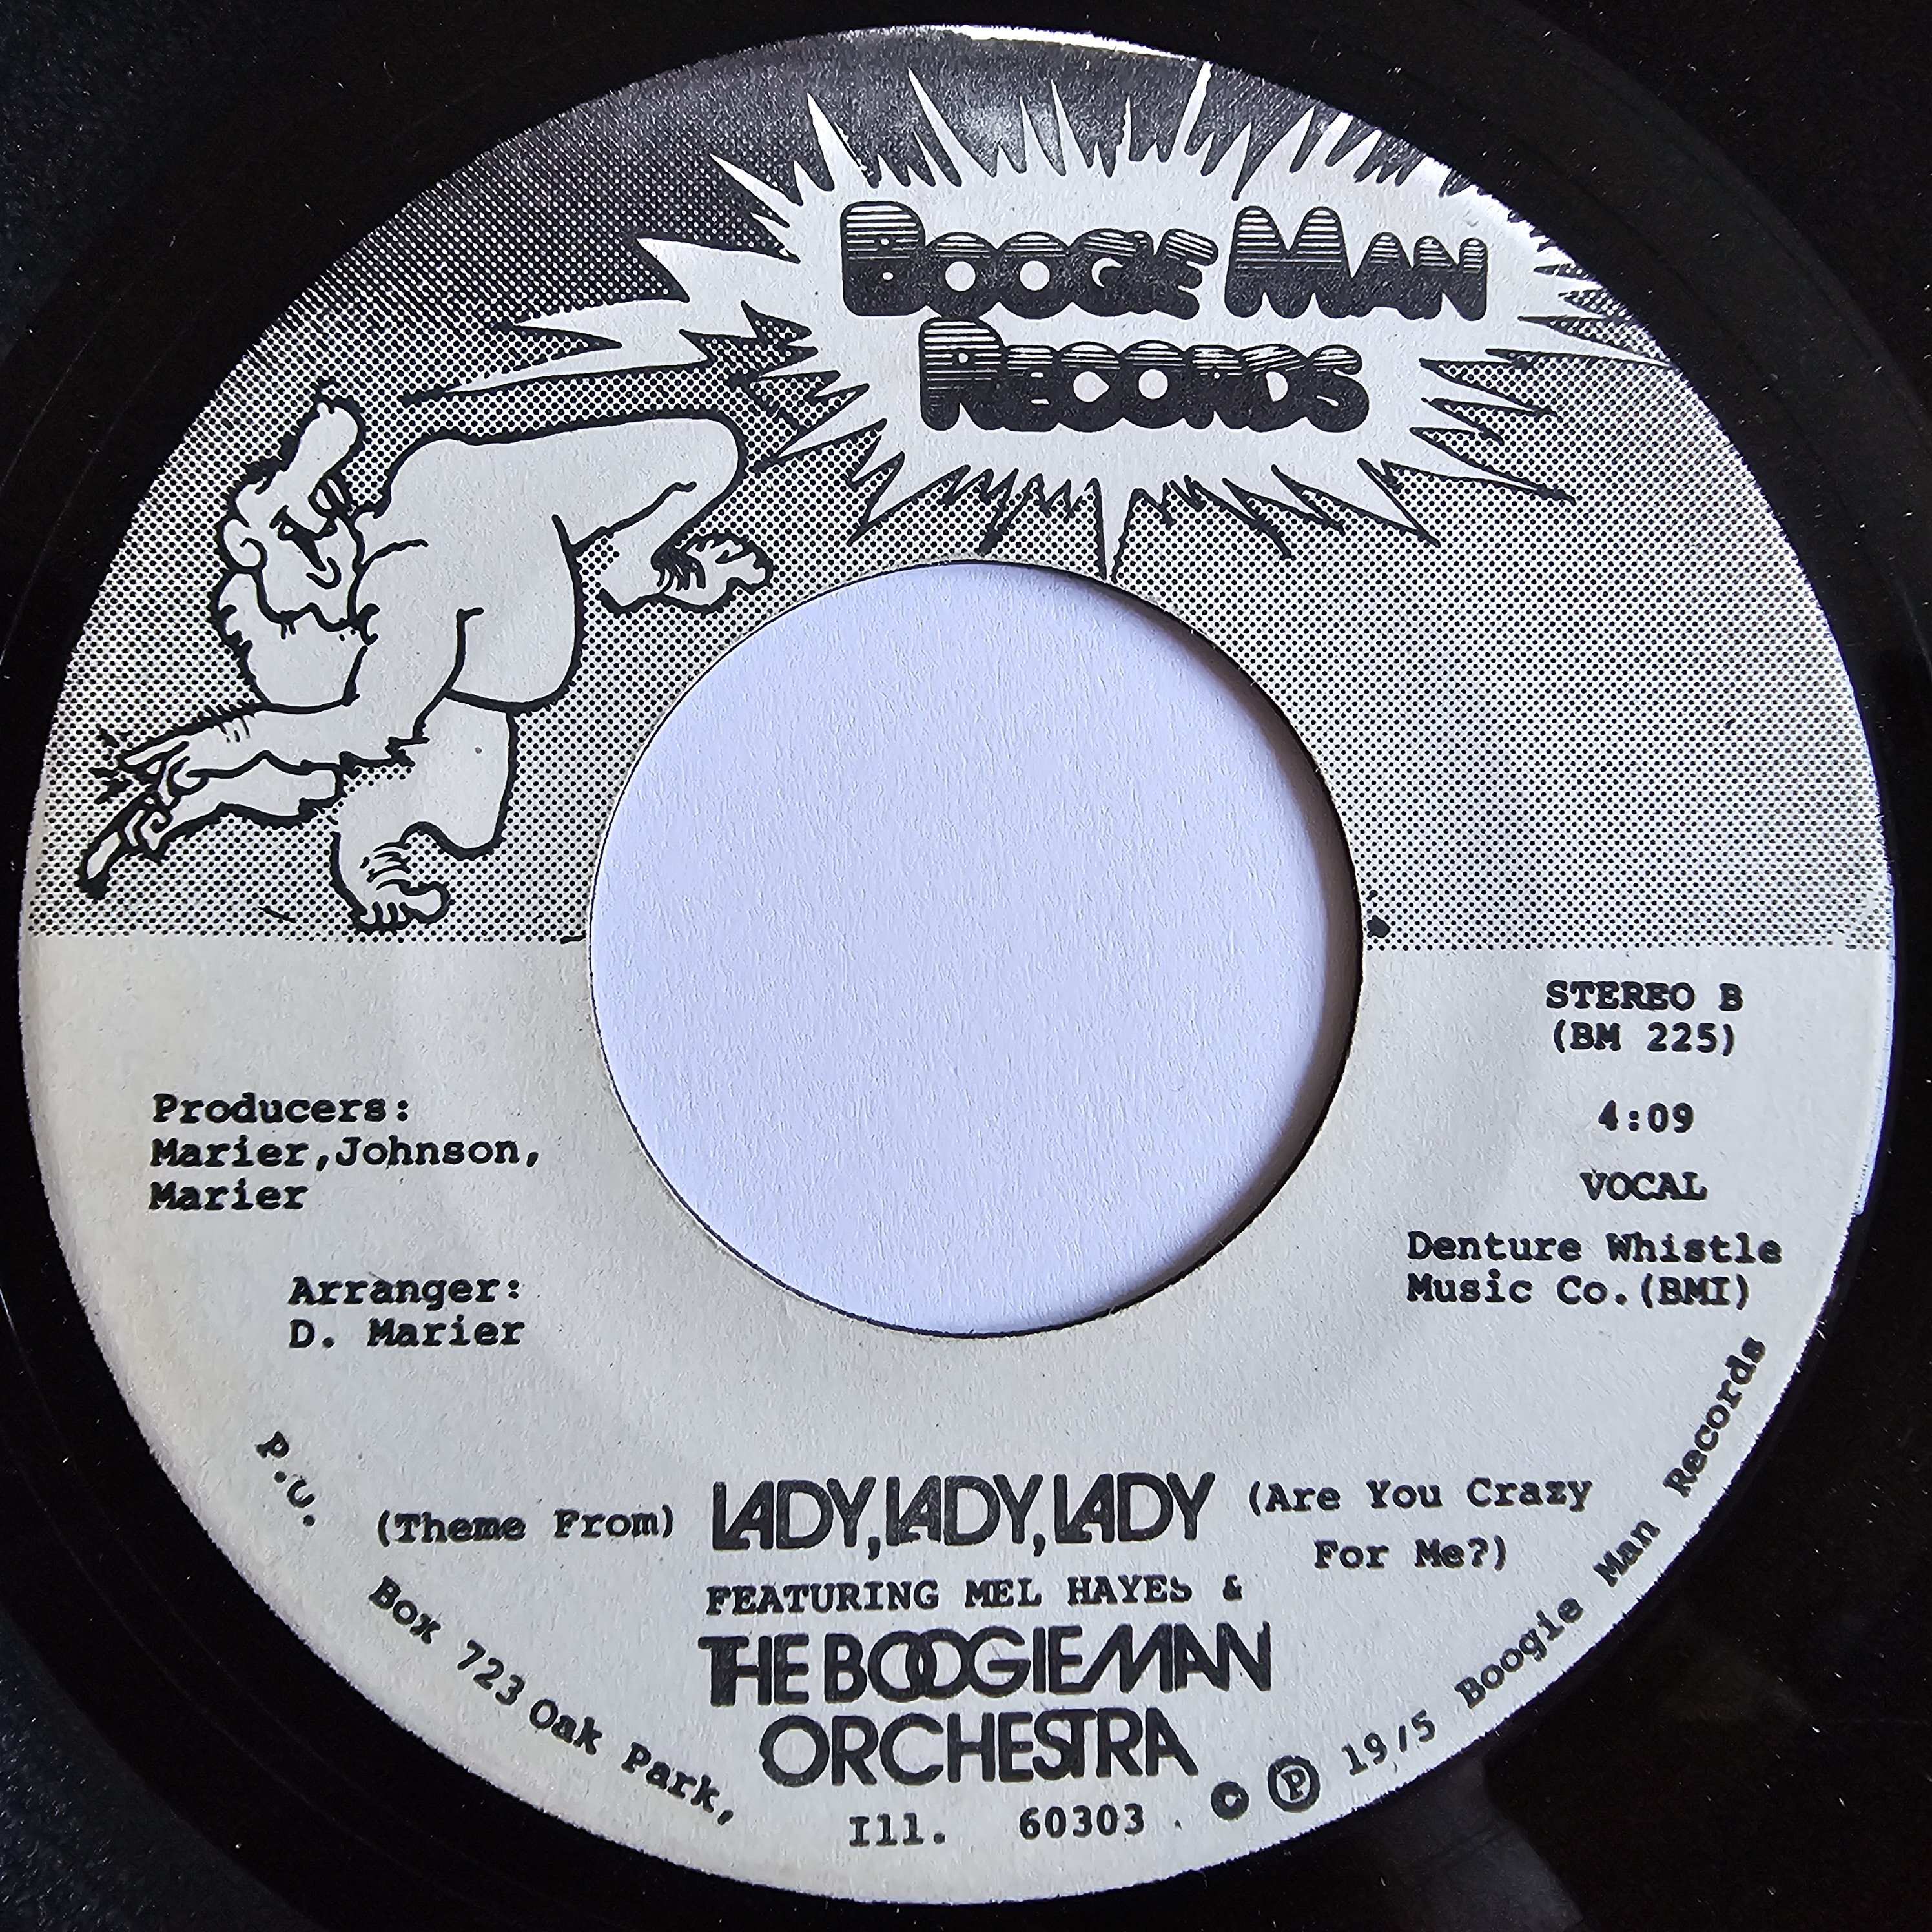 BOOGIE MAN
RECORDS
STEREO B
(BM 225)
4:09
VOCAL
Denture Whistle
Music Co.(BMI)
Producers:
Marier,Johnson,
Marier
Arranger:
D. Marier
(Theme From) LADY, LADY, LADY (Are You Crazy
For Me?)
FEATURING MEL HAYES &
THE BOOGIE MAN
ORCHESTRA
P.O. Box 723 Oak Park, Ill. 60303 . © ℗ 1975 Boogie Man Records